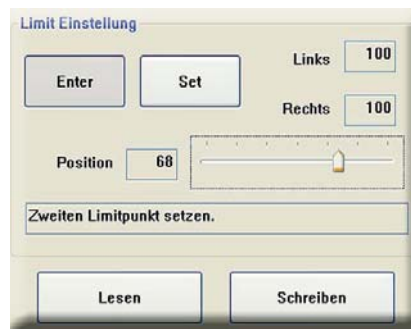 Limit Einstellung
Links 100
Enter Set
Rechts 100
Position 68
Zweiten Limitpunkt setzen.
Lesen Schreiben